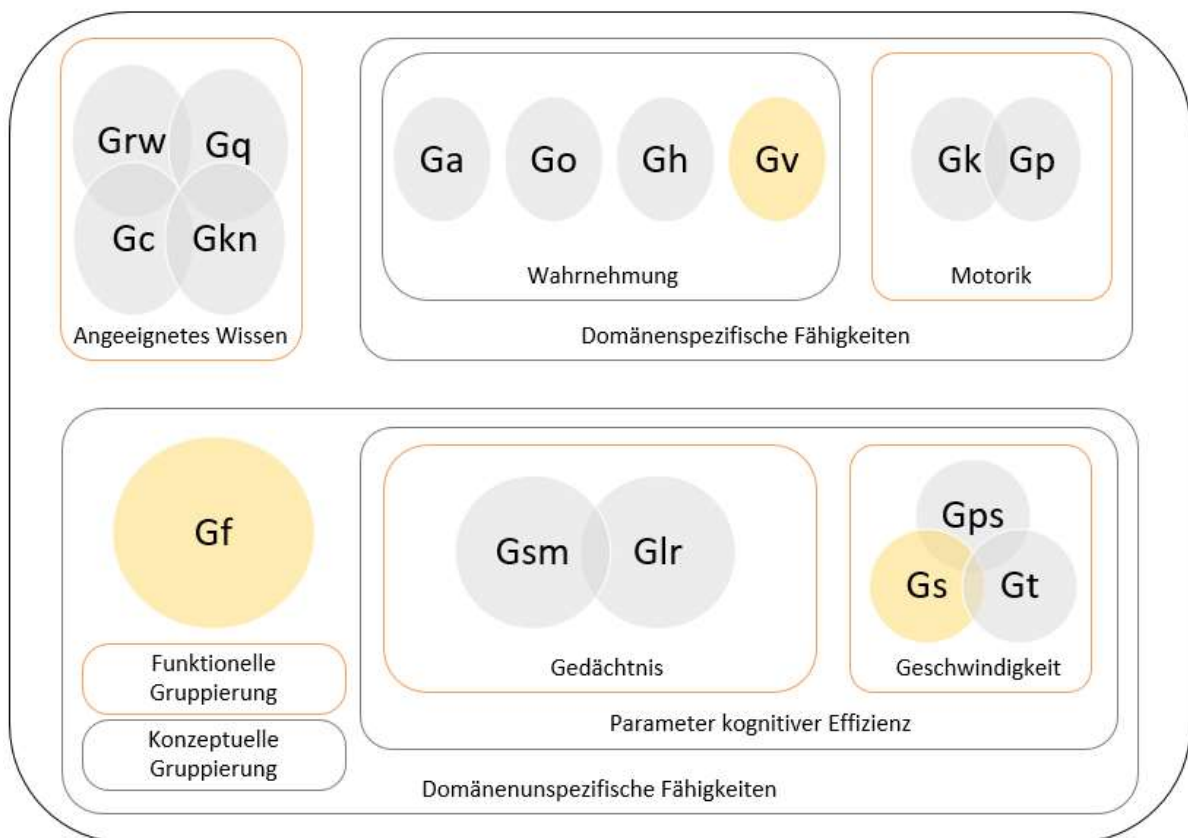 Grw
Gq
Gc
Gkn
Angeeignetes Wissen
Ga
Go
Gh
Gv
Wahrnehmung
Gk
Gp
Motorik
Domänenspezifische Fähigkeiten
Gf
Funktionelle
Gruppierung
Konzeptuelle
Gruppierung
Gsm
Glr
Gedächtnis
Gps
Gs
Gt
Geschwindigkeit
Parameter kognitiver Effizienz
Domänenunspezifische Fähigkeiten